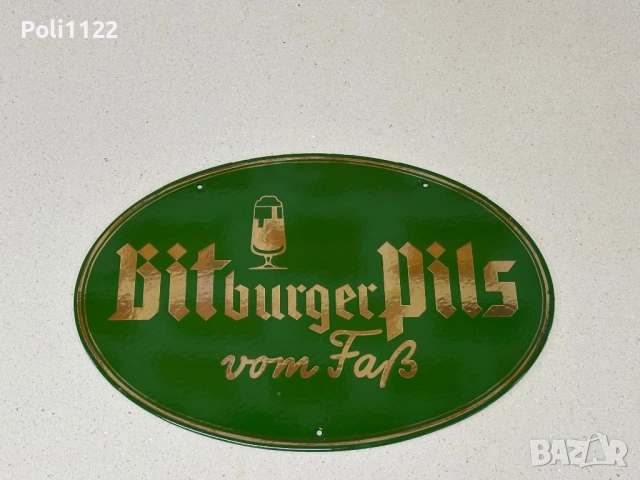 Poli1122
Bitburger Pils
vom Faß
BAZAR